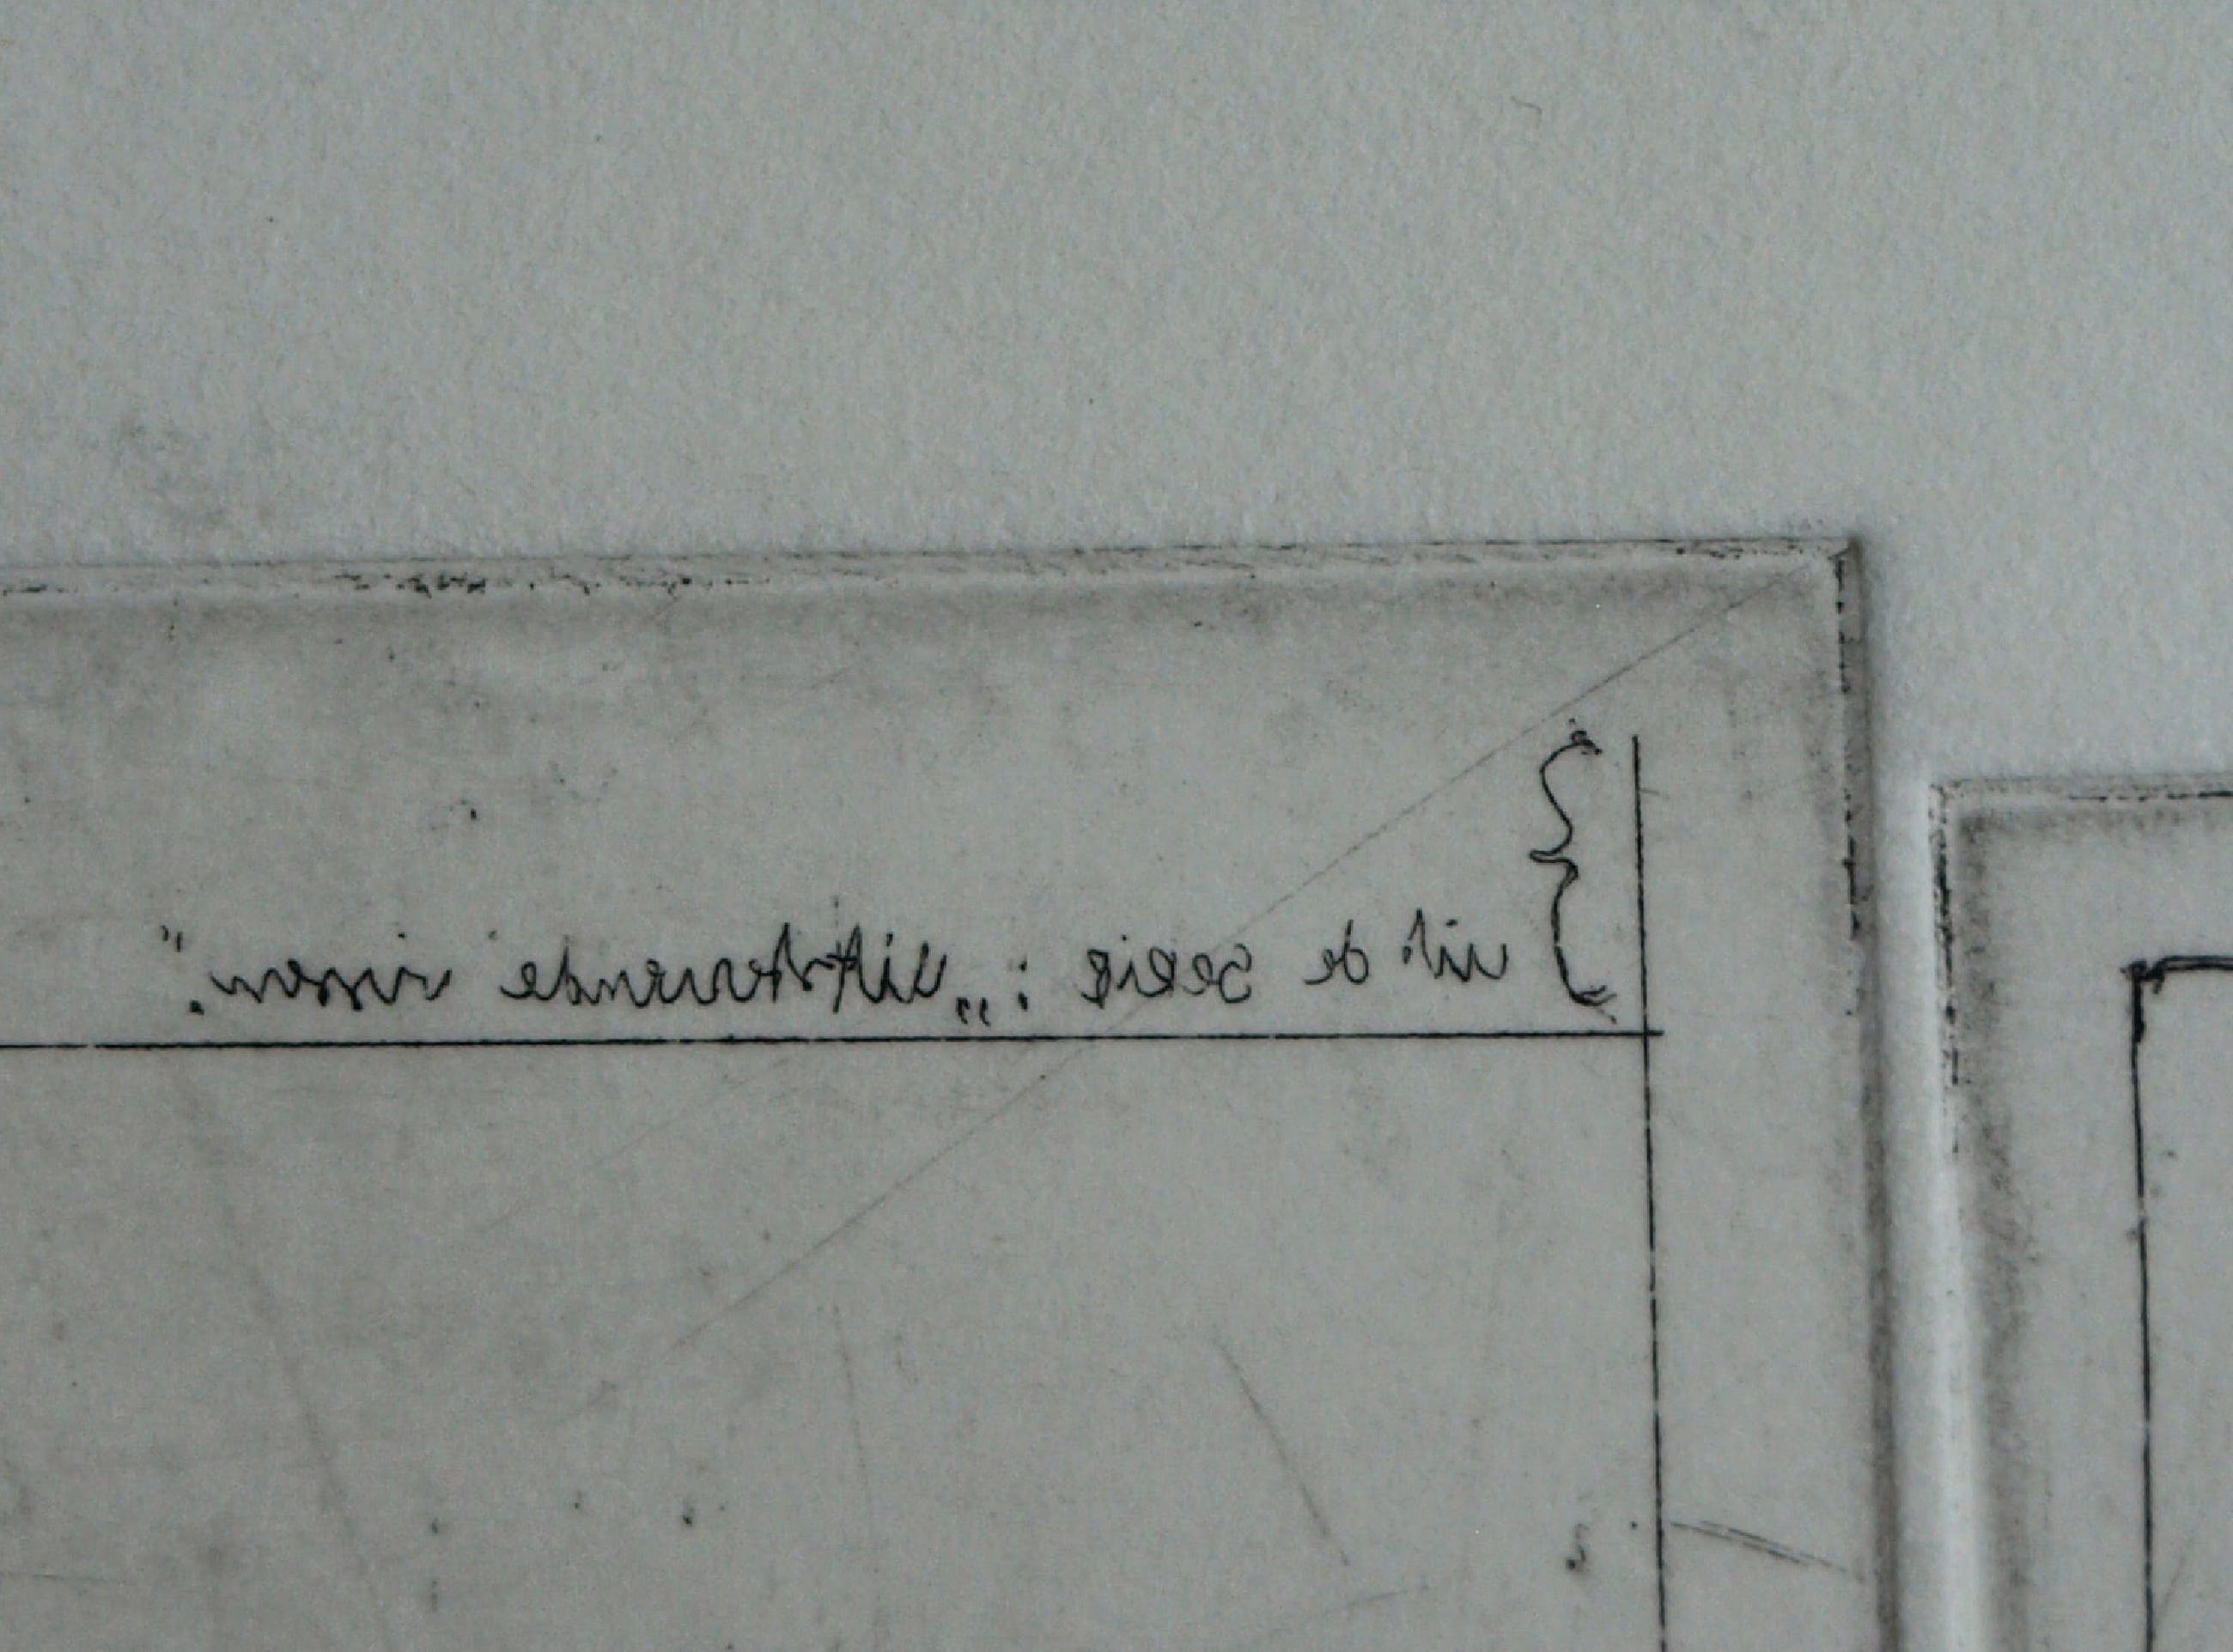 uit de serie : „Uitstervende vissen.”